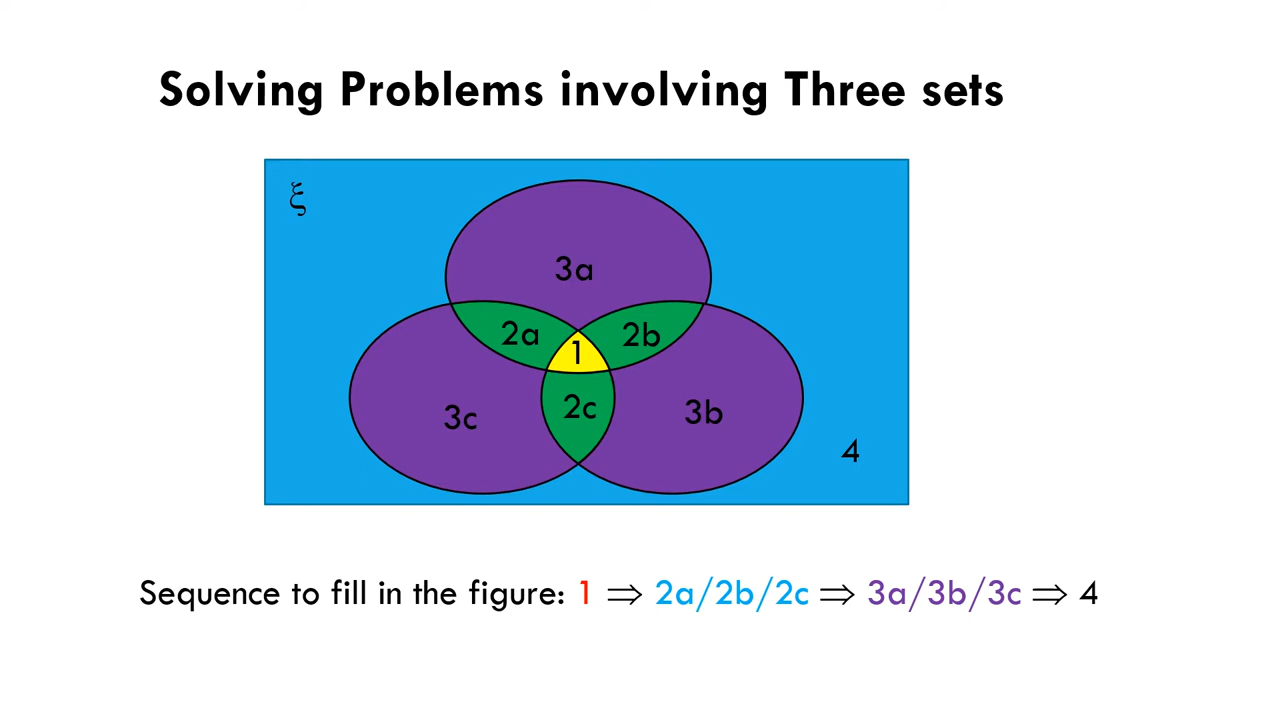 Solving Problems involving Three sets
ξ
3a
2a
2b
1
2c
3c
3b
4
Sequence to fill in the figure: 1 ⇒ 2a/2b/2c ⇒ 3a/3b/3c ⇒ 4